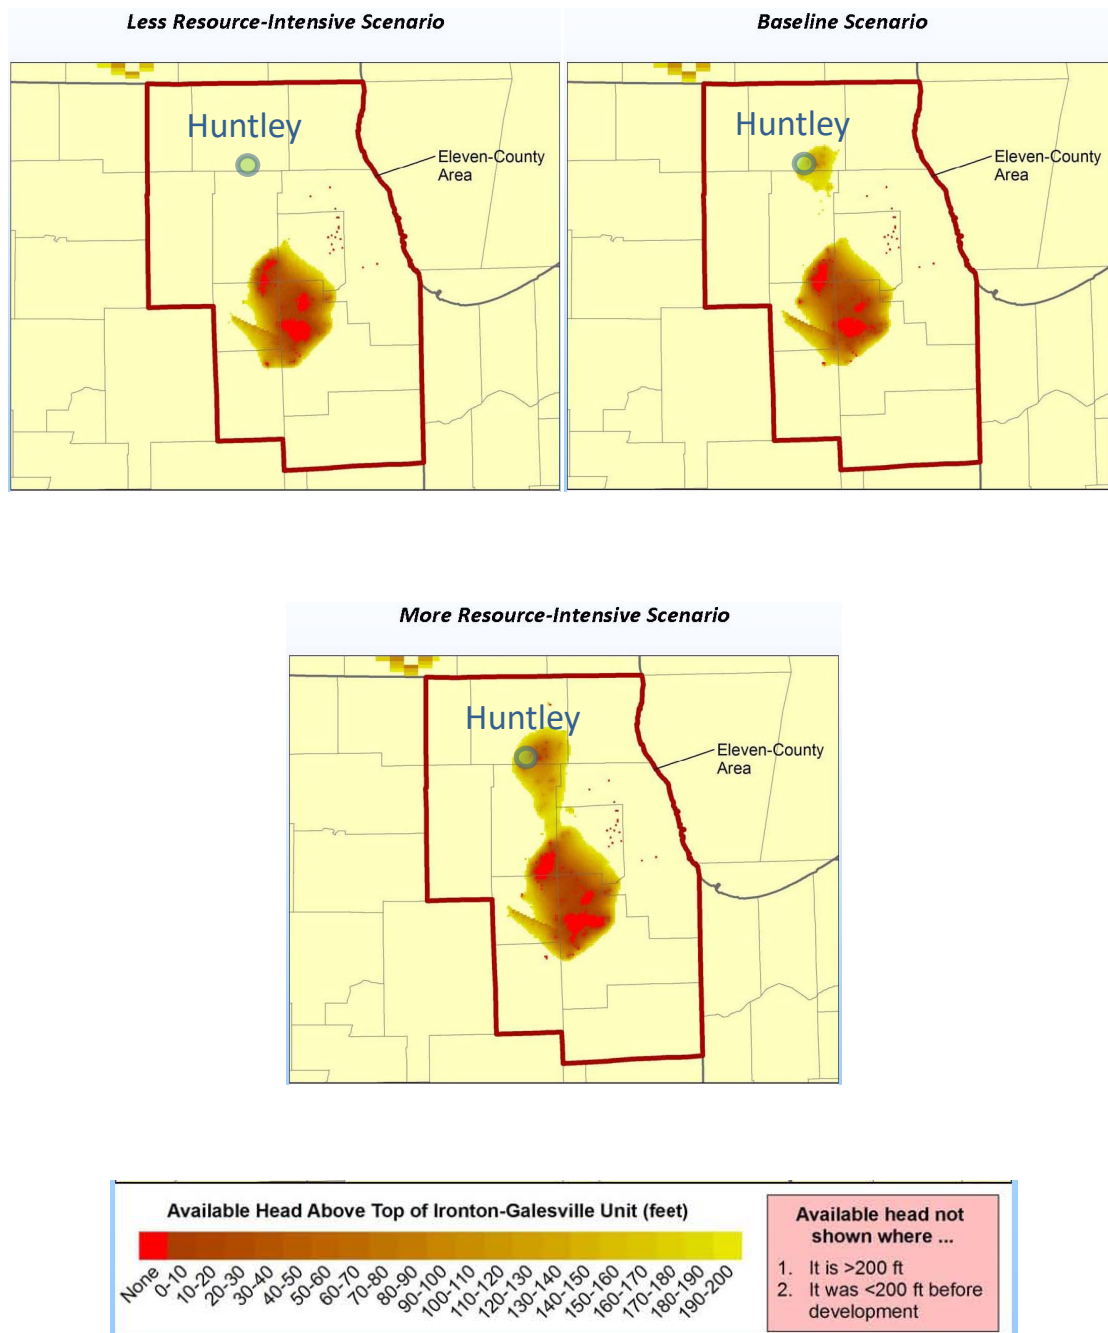 Less Resource-Intensive Scenario
Baseline Scenario
Huntley
Eleven-County
Area
Huntley
Eleven-County
Area
More Resource-Intensive Scenario
Huntley
Eleven-County
Area
Available Head Above Top of Ironton-Galesville Unit (feet)
None
0-10
10-20
20-30
30-40
40-50
50-60
60-70
70-80
80-90
90-100
100-110
110-120
120-130
130-140
140-150
150-160
160-170
170-180
180-190
190-200
Available head not
shown where ...
1. It is >200 ft
2. It was <200 ft before
development